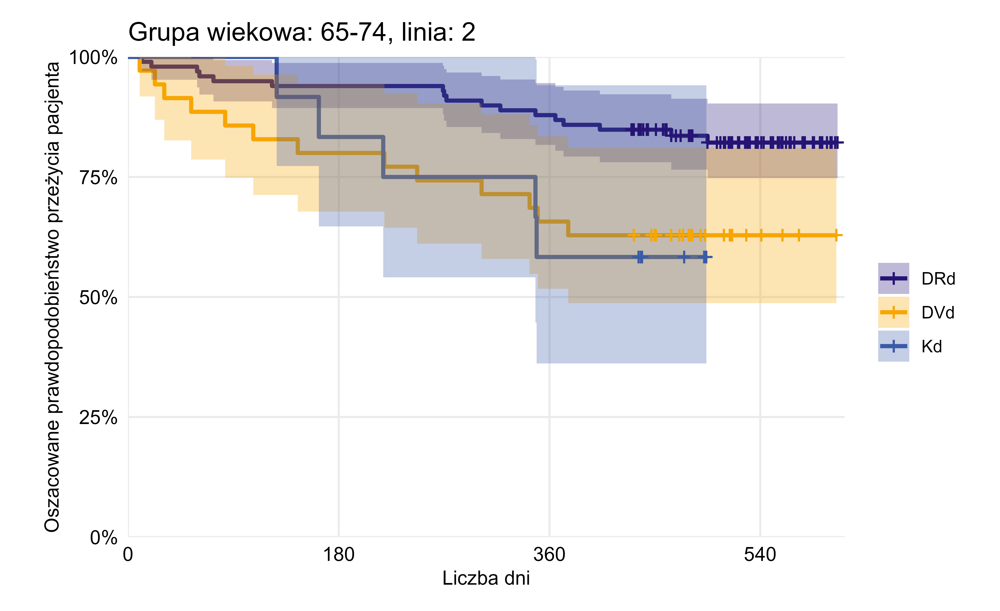 Grupa wiekowa: 65-74, linia: 2
Oszacowane prawdopodobieństwo przeżycia pacjenta
100%
75%
50%
25%
0%
0
180
360
540
Liczba dni
DRd
DVd
Kd